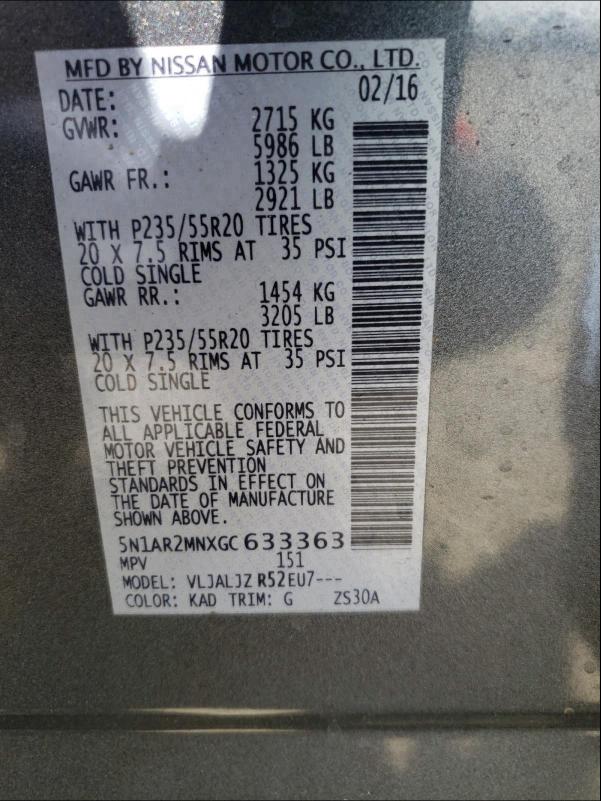 MFD BY NISSAN MOTOR CO., LTD.
DATE: 02/16
GVWR: 2715 KG
5986 LB
GAWR FR.: 1325 KG
2921 LB
WITH P235/55R20 TIRES
20 X 7.5 RIMS AT 35 PSI
COLD SINGLE
GAWR RR.: 1454 KG
3205 LB
WITH P235/55R20 TIRES
20 X 7.5 RIMS AT 35 PSI
COLD SINGLE
THIS VEHICLE CONFORMS TO
ALL APPLICABLE FEDERAL
MOTOR VEHICLE SAFETY AND
THEFT PREVENTION
STANDARDS IN EFFECT ON
THE DATE OF MANUFACTURE
SHOWN ABOVE.
5N1AR2MNXGC633363
MPV 151
MODEL: VLJALJZ R52EU7---
COLOR: KAD TRIM: G ZS30A